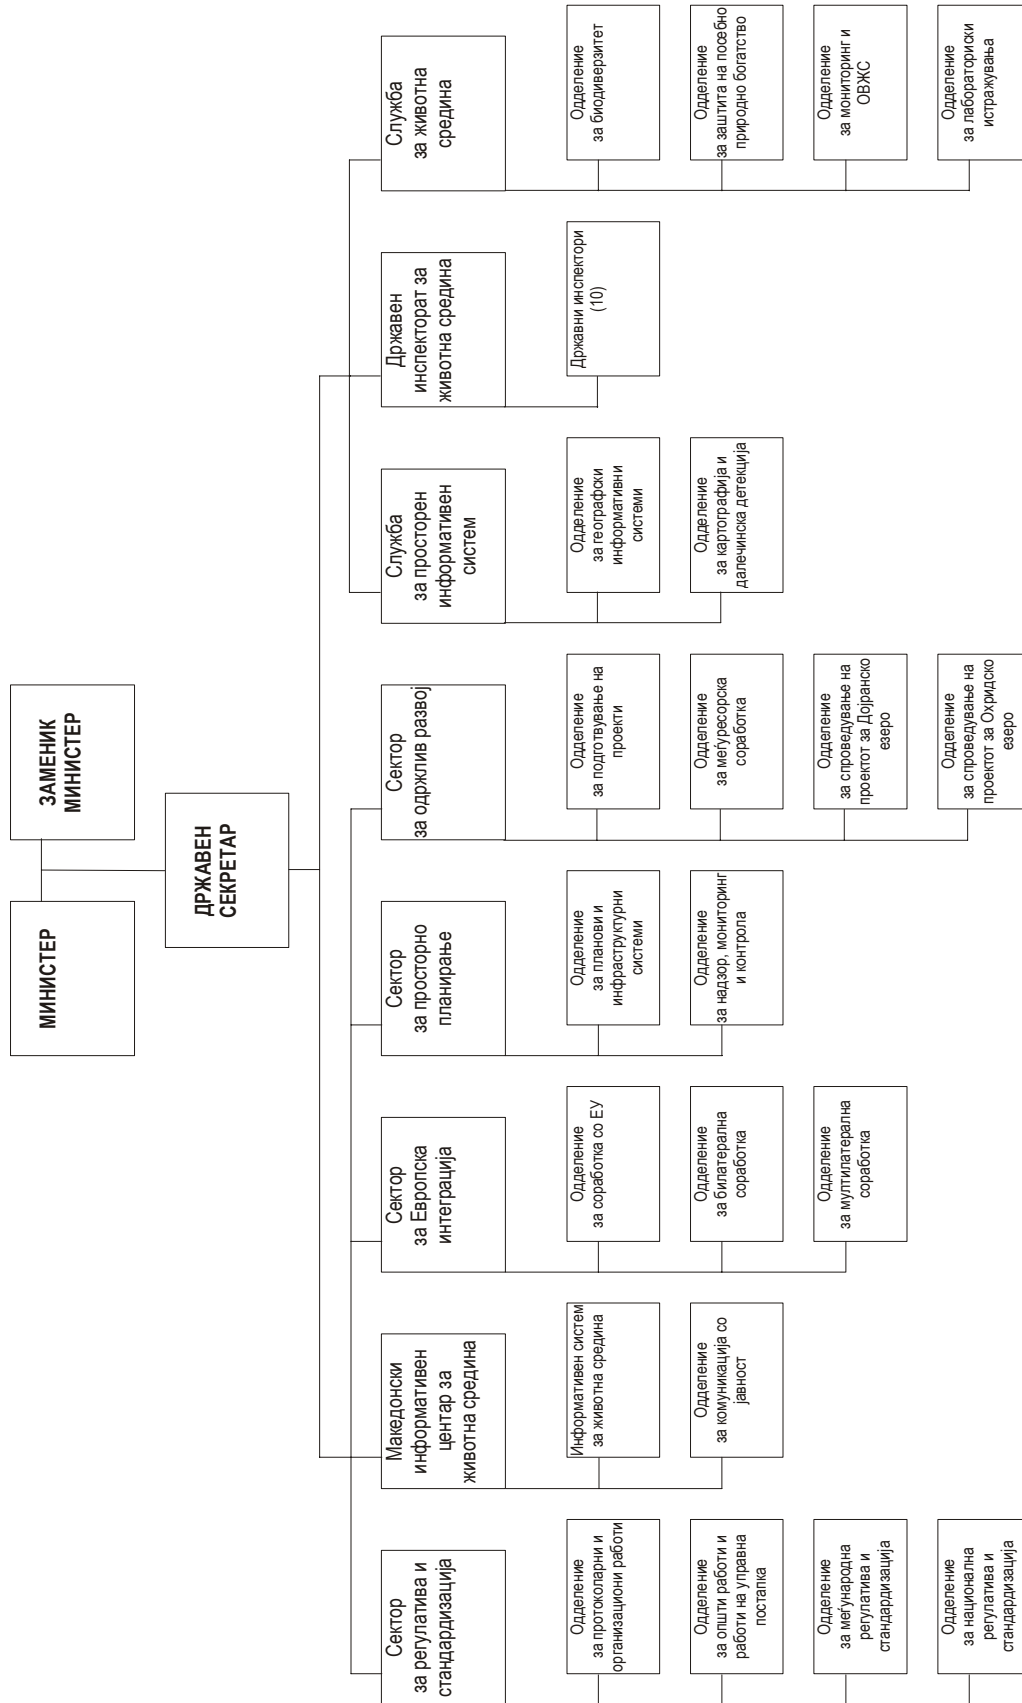 МИНИСТЕР
ЗАМЕНИК
МИНИСТЕР
ДРЖАВЕН
СЕКРЕТАР
Сектор
за регулатива и
стандардизација
Одделение
за протоколарни и
организациони работи
Одделение
за општи работи и
работи на управна
постапка
Одделение
за меѓународна
регулатива и
стандардизација
Одделение
за национална
регулатива и
стандардизација
Македонски
информативен
центар за
животна средина
Информативен систем
за животна средина
Одделение
за комуникација со
јавност
Сектор
за Европска
интеграција
Одделение
за соработка со ЕУ
Одделение
за билатерална
соработка
Одделение
за мултилатерална
соработка
Сектор
за просторно
планирање
Одделение
за планови и
инфраструктурни
системи
Одделение
за надзор, мониторинг
и контрола
Сектор
за одржлив развој
Одделение
за подготвување на
проекти
Одделение
за меѓуресорска
соработка
Одделение
за спроведување на
проектот за Дојранско
езеро
Одделение
за спроведување на
проектот за Охридско
езеро
Служба
за просторен
информативен
систем
Одделение
за географски
информативни
системи
Одделение
за картографија и
далечинска детекција
Државен
инспекторат за
животна средина
Државни инспектори
(10)
Служба
за животна
средина
Одделение
за биодиверзитет
Одделение
за заштита на посебно
природно богатство
Одделение
за мониторинг и
ОВЖС
Одделение
за лабораториски
истражувања